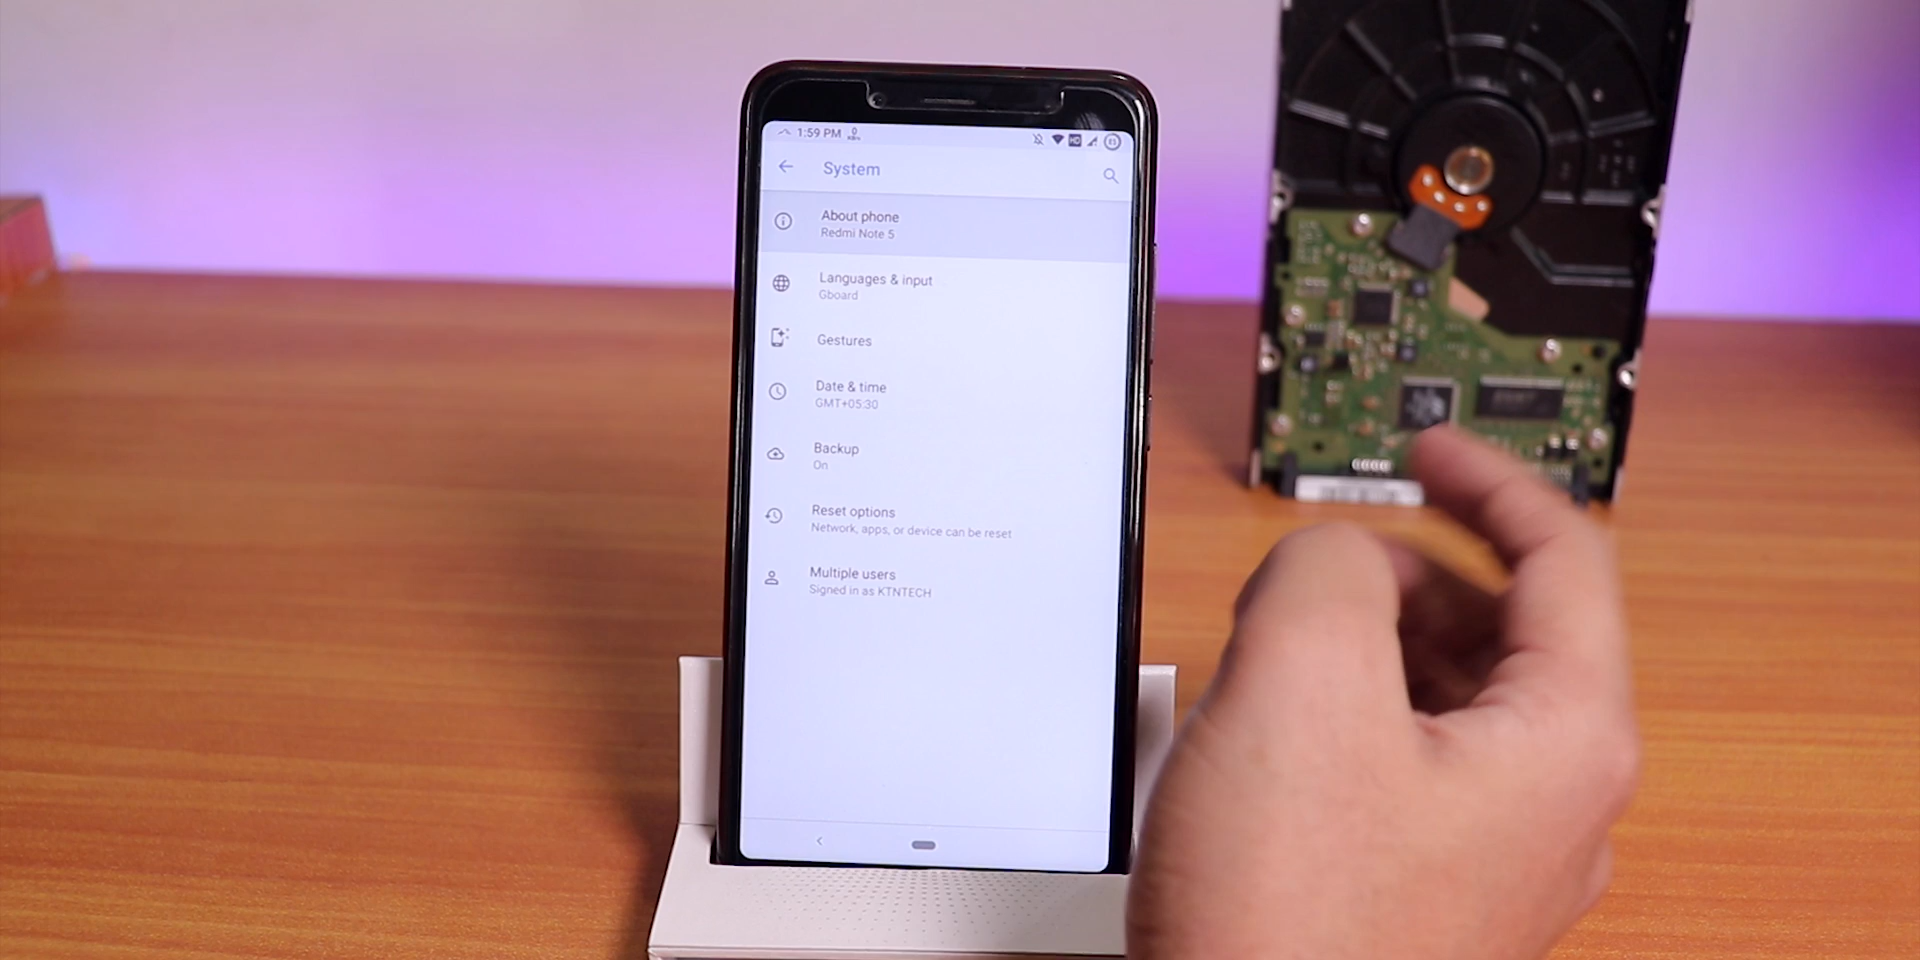 1:59 PM
System
About phone
Redmi Note 5
Languages & input
Gboard
Gestures
Date & time
GMT+05:30
Backup
On
Reset options
Network, apps, or device can be reset
Multiple users
Signed in as KTNTECH